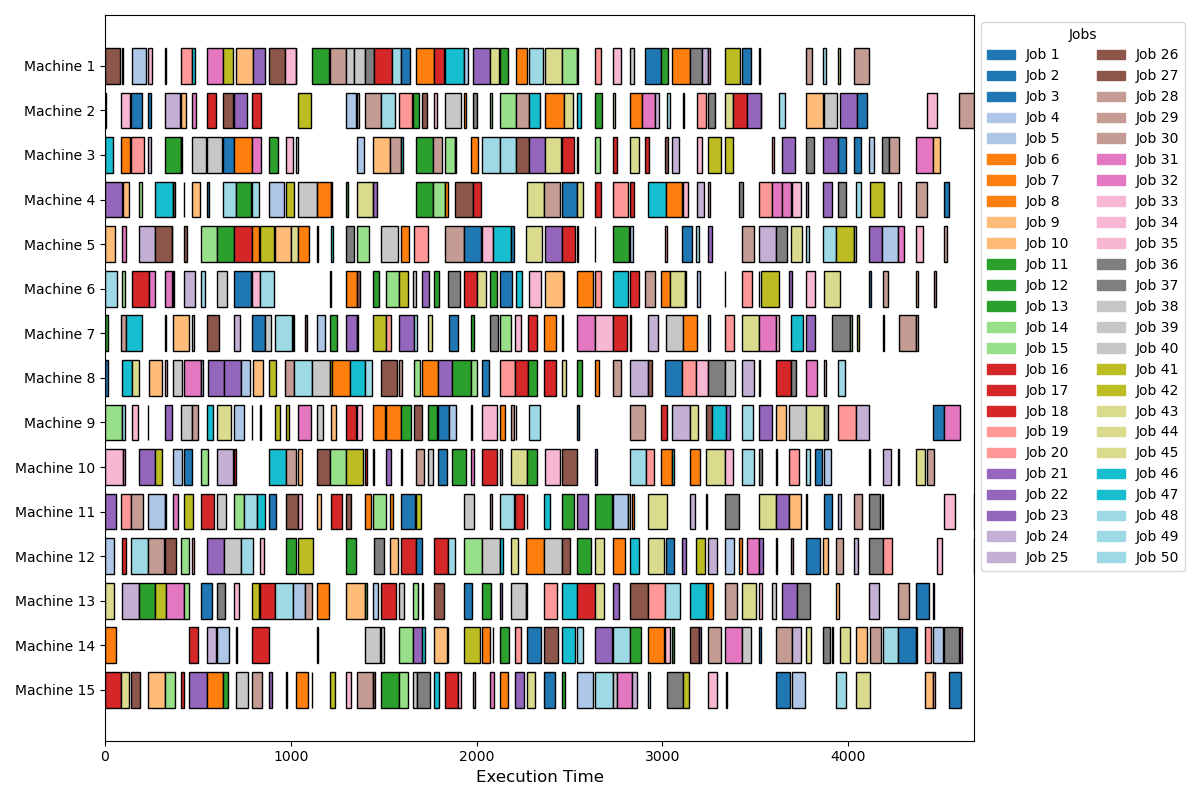 Jobs
Machine 1
Machine 2
Machine 3
Machine 4
Machine 5
Machine 6
Machine 7
Machine 8
Machine 9
Machine 10
Machine 11
Machine 12
Machine 13
Machine 14
Machine 15
0 1000 2000 3000 4000
Execution Time
Job 1
Job 2
Job 3
Job 4
Job 5
Job 6
Job 7
Job 8
Job 9
Job 10
Job 11
Job 12
Job 13
Job 14
Job 15
Job 16
Job 17
Job 18
Job 19
Job 20
Job 21
Job 22
Job 23
Job 24
Job 25
Job 26
Job 27
Job 28
Job 29
Job 30
Job 31
Job 32
Job 33
Job 34
Job 35
Job 36
Job 37
Job 38
Job 39
Job 40
Job 41
Job 42
Job 43
Job 44
Job 45
Job 46
Job 47
Job 48
Job 49
Job 50